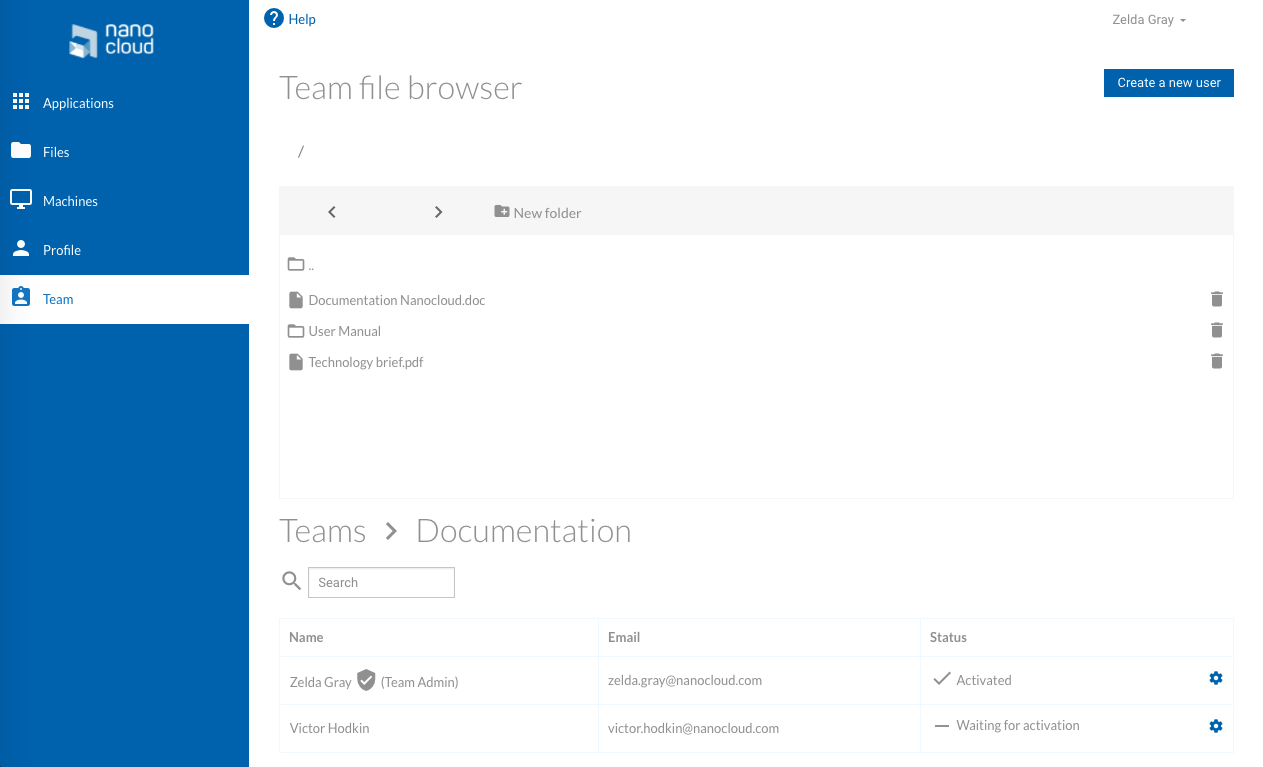 nano
cloud
Help
Zelda Gray
Applications
Files
Machines
Profile
Team
Team file browser
Create a new user
/
New folder
..
Documentation Nanocloud.doc
User Manual
Technology brief.pdf
Teams > Documentation
Search
Name Email Status
Zelda Gray (Team Admin) zelda.gray@nanocloud.com Activated
Victor Hodkin victor.hodkin@nanocloud.com Waiting for activation